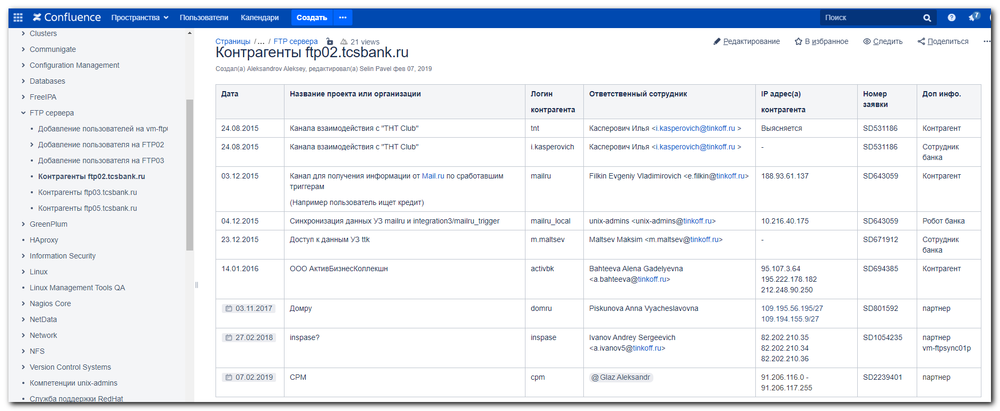 Confluence Пространства Пользователи Календари Создать ··· Поиск ? 7
Clusters
Communigate
Configuration Management
Databases
FreeIPA
FTP сервера
Добавление пользователей на vm-ftp
Добавление пользователя на FTP02
Добавление пользователя на FTP03
Контрагенты ftp02.tcsbank.ru
Контрагенты ftp03.tcsbank.ru
Контрагенты ftp05.tcsbank.ru
GreenPlum
HAproxy
Information Security
Linux
Linux Management Tools QA
Nagios Core
NetData
Network
NFS
Version Control Systems
Компетенции unix-admins
Служба поддержки RedHat
Страницы /... / FTP сервера 21 views Редактирование В избранное Следить Поделиться ···
Контрагенты ftp02.tcsbank.ru
Создал(а) Aleksandrov Aleksey, редактировал(а) Selin Pavel фев 07, 2019
Дата Название проекта или организации Логин Ответственный сотрудник IP адрес(а) Номер Доп инфо.
контрагента контрагента заявки
24.08.2015 Канала взаимодействия с "ТНТ Club" tnt Касперович Илья <i.kasperovich@tinkoff.ru > Выясняется SD531186 Контрагент
24.08.2015 Канала взаимодействия с "ТНТ Club" i.kasperovich Касперович Илья <i.kasperovich@tinkoff.ru > - SD531186 Сотрудник
банка
03.12.2015 Канал для получения информации от Mail.ru по сработавшим mailru Filkin Evgeniy Vladimirovich <e.filkin@tinkoff.ru> 188.93.61.137 SD643059 Контрагент
триггерам
(Например пользователь ищет кредит)
04.12.2015 Синхронизация данных УЗ mailru и integration3/mailru_trigger mailru_local unix-admins <unix-admins@tinkoff.ru> 10.216.40.175 SD643059 Робот банка
23.12.2015 Доступ к данным УЗ ttk m.maltsev Maltsev Maksim <m.maltsev@tinkoff.ru> - SD671912 Сотрудник
банка
14.01.2016 ООО АктивБизнесКоллекшн activbk Bahteeva Alena Gadelyevna 95.107.3.64 SD694385 Контрагент
<a.bahteeva@tinkoff.ru> 195.222.178.182
212.248.90.250
03.11.2017 Домру domru Piskunova Anna Vyacheslavovna 109.195.56.195/27 SD801592 партнер
109.194.155.9/27
27.02.2018 inspase? inspase Ivanov Andrey Sergeevich 82.202.210.35 SD1054235 партнер
<a.ivanov5@tinkoff.ru> 82.202.210.34 vm-ftpsync01p
82.202.210.36
07.02.2019 CPM cpm @ Glaz Aleksandr 91.206.116.0 - SD2239401 партнер
91.206.117.255